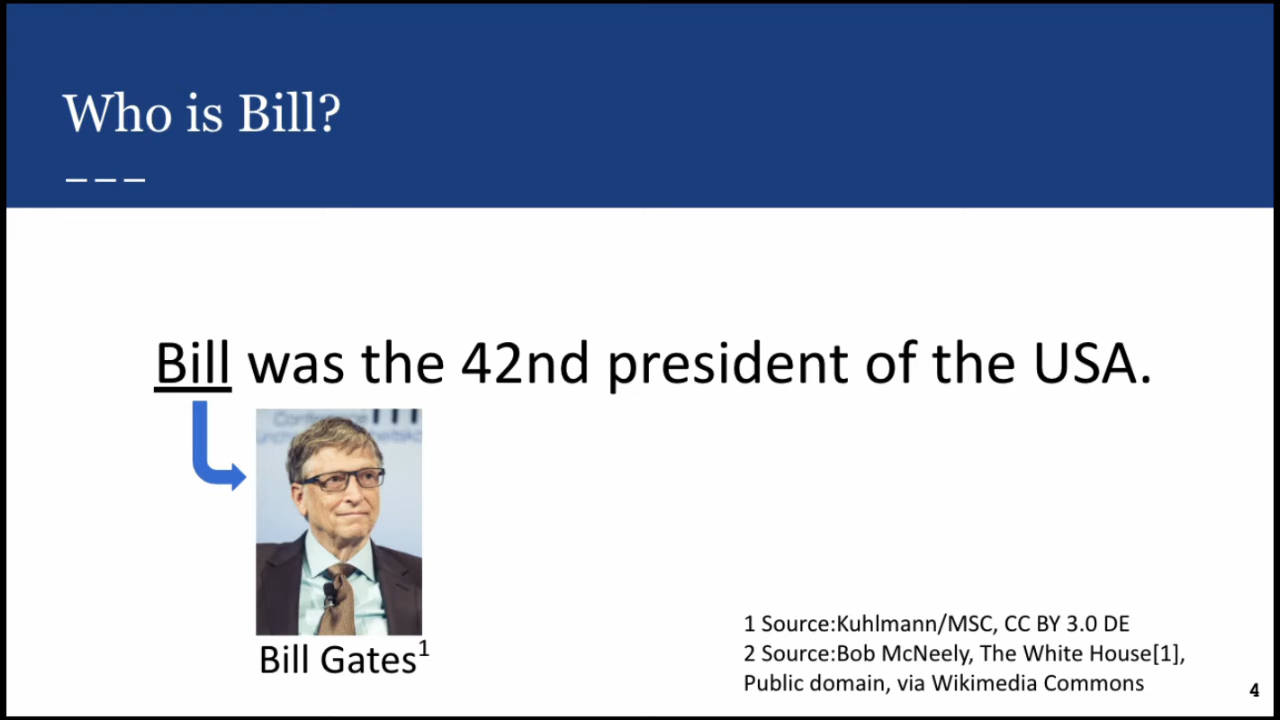 Who is Bill?
Bill was the 42nd president of the USA.
Bill Gates1
1 Source:Kuhlmann/MSC, CC BY 3.0 DE
2 Source:Bob McNeely, The White House[1],
Public domain, via Wikimedia Commons
4